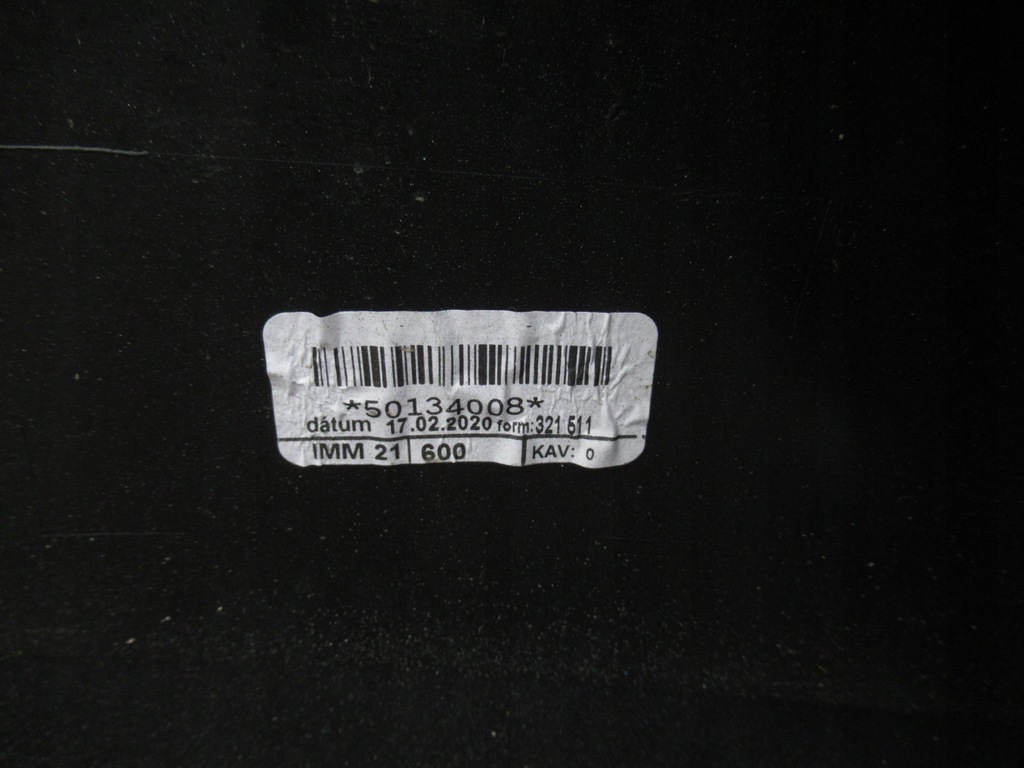 *50134008*
dátum 17.02.2020 form:321 511
IMM 21 600 KAV: 0